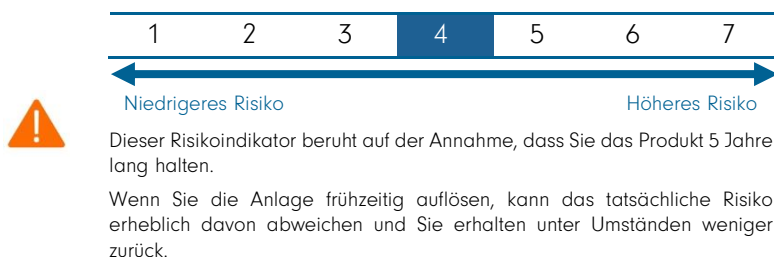 1 2 3 4 5 6 7
Niedrigeres Risiko Höheres Risiko
Dieser Risikoindikator beruht auf der Annahme, dass Sie das Produkt 5 Jahre
lang halten.
Wenn Sie die Anlage frühzeitig auflösen, kann das tatsächliche Risiko
erheblich davon abweichen und Sie erhalten unter Umständen weniger
zurück.